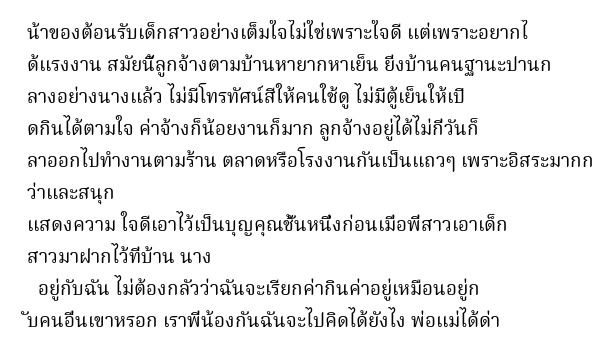 น้าของต้อนรับเด็กสาวอย่างเต็มใจไม่ใช่เพราะใจดี แต่เพราะอยากไ
ด้แรงงาน สมัยนี้ลูกจ้างตามบ้านหายากหาเย็น ยิ่งบ้านคนฐานะปานก
ลางอย่างนางแล้ว ไม่มีโทรทัศน์สีให้คนใช้ดู ไม่มีตู้เย็นให้เปิ
ดกินได้ตามใจ ค่าจ้างก็น้อยงานก็มาก ลูกจ้างอยู่ได้ไม่กี่วันก็
ลาออกไปทำงานตามร้าน ตลาดหรือโรงงานกันเป็นแถวๆ เพราะอิสระมากก
ว่าและสนุก
แสดงความ ใจดีเอาไว้เป็นบุญคุณชั้นหนึ่งก่อนเมื่อพี่สาวเอาเด็ก
สาวมาฝากไว้ที่บ้าน นาง
อยู่กับฉัน ไม่ต้องกลัวว่าฉันจะเรียกค่ากินค่าอยู่เหมือนอยู่ก
ับคนอื่นเขาหรอก เราพี่น้องกันฉันจะไปคิดได้ยังไง พ่อแม่ได้ด่า